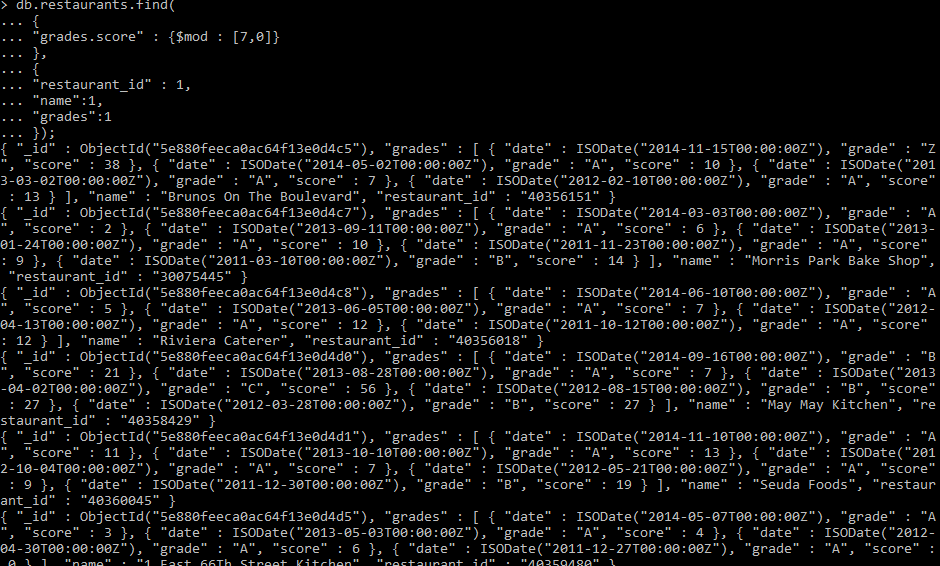 > db.restaurants.find(
... {
... "grades.score" : {$mod : [7,0]}
... },
... {
... "restaurant_id" : 1,
... "name":1,
... "grades":1
... });
{ "_id" : ObjectId("5e880feeca0ac64f13e0d4c5"), "grades" : [ { "date" : ISODate("2014-11-15T00:00:00Z"), "grade" : "Z
", "score" : 38 }, { "date" : ISODate("2014-05-02T00:00:00Z"), "grade" : "A", "score" : 10 }, { "date" : ISODate("201
3-03-02T00:00:00Z"), "grade" : "A", "score" : 7 }, { "date" : ISODate("2012-02-10T00:00:00Z"), "grade" : "A", "score"
 : 13 } ], "name" : "Brunos On The Boulevard", "restaurant_id" : "40356151" }
{ "_id" : ObjectId("5e880feeca0ac64f13e0d4c7"), "grades" : [ { "date" : ISODate("2014-03-03T00:00:00Z"), "grade" : "A
", "score" : 2 }, { "date" : ISODate("2013-09-11T00:00:00Z"), "grade" : "A", "score" : 6 }, { "date" : ISODate("2013-
01-24T00:00:00Z"), "grade" : "A", "score" : 10 }, { "date" : ISODate("2011-11-23T00:00:00Z"), "grade" : "A", "score" 
: 9 }, { "date" : ISODate("2011-03-10T00:00:00Z"), "grade" : "B", "score" : 14 } ], "name" : "Morris Park Bake Shop",
 "restaurant_id" : "30075445" }
{ "_id" : ObjectId("5e880feeca0ac64f13e0d4c8"), "grades" : [ { "date" : ISODate("2014-06-10T00:00:00Z"), "grade" : "A
", "score" : 5 }, { "date" : ISODate("2013-06-05T00:00:00Z"), "grade" : "A", "score" : 7 }, { "date" : ISODate("2012-
04-13T00:00:00Z"), "grade" : "A", "score" : 12 }, { "date" : ISODate("2011-10-12T00:00:00Z"), "grade" : "A", "score" 
: 12 } ], "name" : "Riviera Caterer", "restaurant_id" : "40356018" }
{ "_id" : ObjectId("5e880feeca0ac64f13e0d4d0"), "grades" : [ { "date" : ISODate("2014-09-16T00:00:00Z"), "grade" : "B
", "score" : 21 }, { "date" : ISODate("2013-08-28T00:00:00Z"), "grade" : "A", "score" : 7 }, { "date" : ISODate("2013
-04-02T00:00:00Z"), "grade" : "C", "score" : 56 }, { "date" : ISODate("2012-08-15T00:00:00Z"), "grade" : "B", "score"
 : 27 }, { "date" : ISODate("2012-03-28T00:00:00Z"), "grade" : "B", "score" : 27 } ], "name" : "May May Kitchen", "re
staurant_id" : "40358429" }
{ "_id" : ObjectId("5e880feeca0ac64f13e0d4d1"), "grades" : [ { "date" : ISODate("2014-11-10T00:00:00Z"), "grade" : "A
", "score" : 11 }, { "date" : ISODate("2013-10-10T00:00:00Z"), "grade" : "A", "score" : 13 }, { "date" : ISODate("201
2-10-04T00:00:00Z"), "grade" : "A", "score" : 7 }, { "date" : ISODate("2012-05-21T00:00:00Z"), "grade" : "A", "score"
 : 9 }, { "date" : ISODate("2011-12-30T00:00:00Z"), "grade" : "B", "score" : 19 } ], "name" : "Seuda Foods", "restaur
ant_id" : "40360045" }
{ "_id" : ObjectId("5e880feeca0ac64f13e0d4d5"), "grades" : [ { "date" : ISODate("2014-05-07T00:00:00Z"), "grade" : "A
", "score" : 3 }, { "date" : ISODate("2013-05-03T00:00:00Z"), "grade" : "A", "score" : 4 }, { "date" : ISODate("2012-
04-30T00:00:00Z"), "grade" : "A", "score" : 6 }, { "date" : ISODate("2011-12-27T00:00:00Z"), "grade" : "A", "score" :
 0 } ], "name" : "1 East 66Th Street Kitchen", "restaurant_id" : "40359480" }